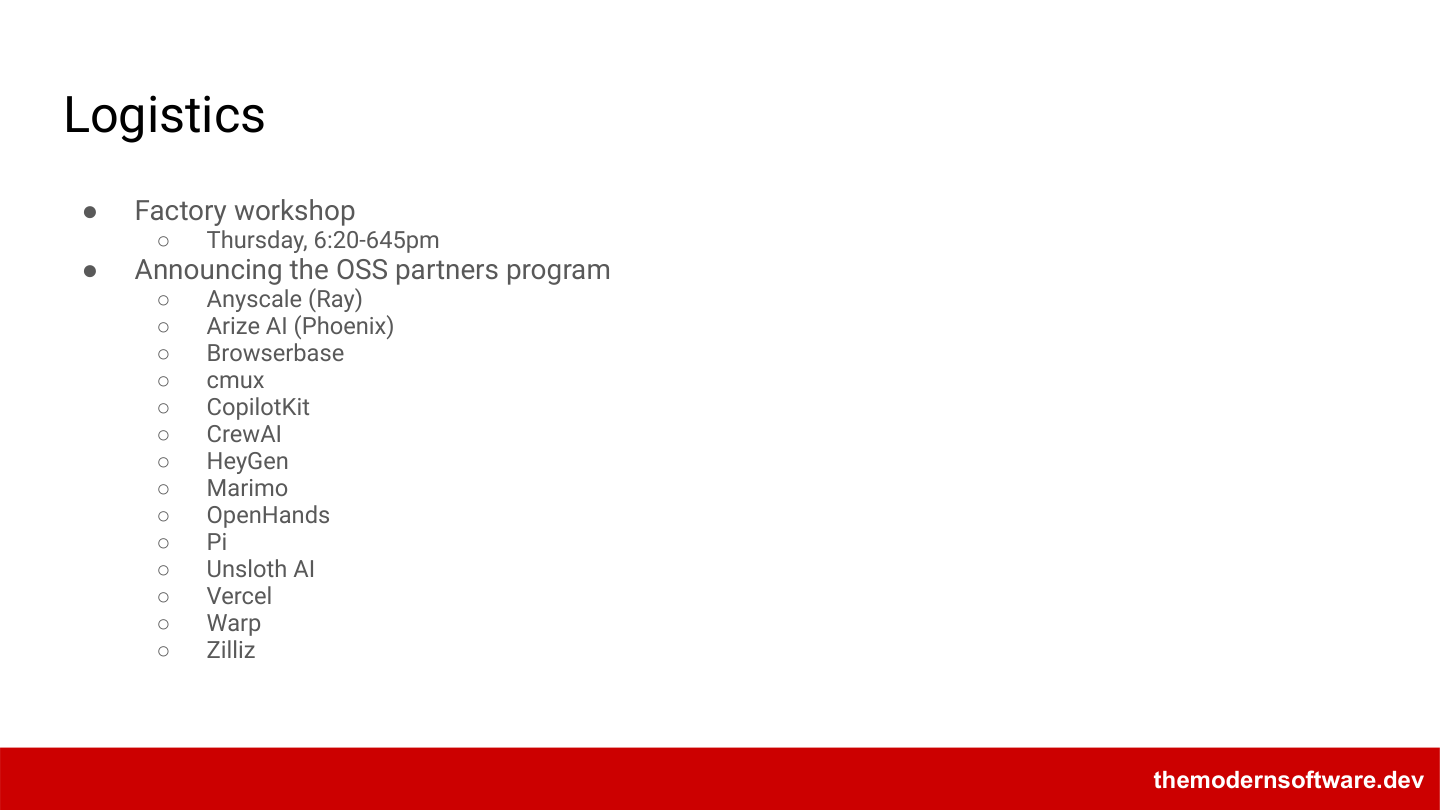 Logistics
● Factory workshop
○ Thursday, 6:20-645pm
● Announcing the OSS partners program
○ Anyscale (Ray)
○ Arize AI (Phoenix)
○ Browserbase
○ cmux
○ CopilotKit
○ CrewAI
○ HeyGen
○ Marimo
○ OpenHands
○ Pi
○ Unsloth AI
○ Vercel
○ Warp
○ Zilliz
themodernsoftware.dev